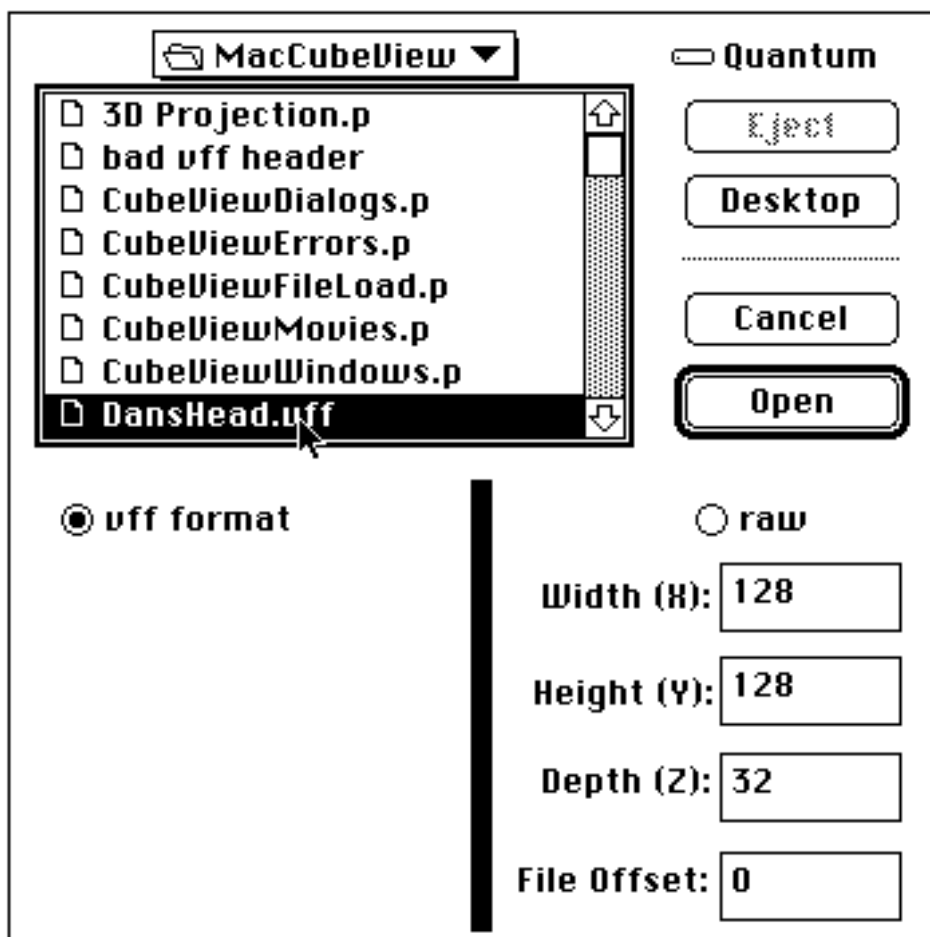 MacCubeView
Quantum
3D Projection.p
bad vff header
CubeViewDialogs.p
CubeViewErrors.p
CubeViewFileLoad.p
CubeViewMovies.p
CubeViewWindows.p
DansHead.vff
Eject
Desktop
Cancel
Open
vff format
raw
Width (X): 128
Height (Y): 128
Depth (Z): 32
File Offset: 0